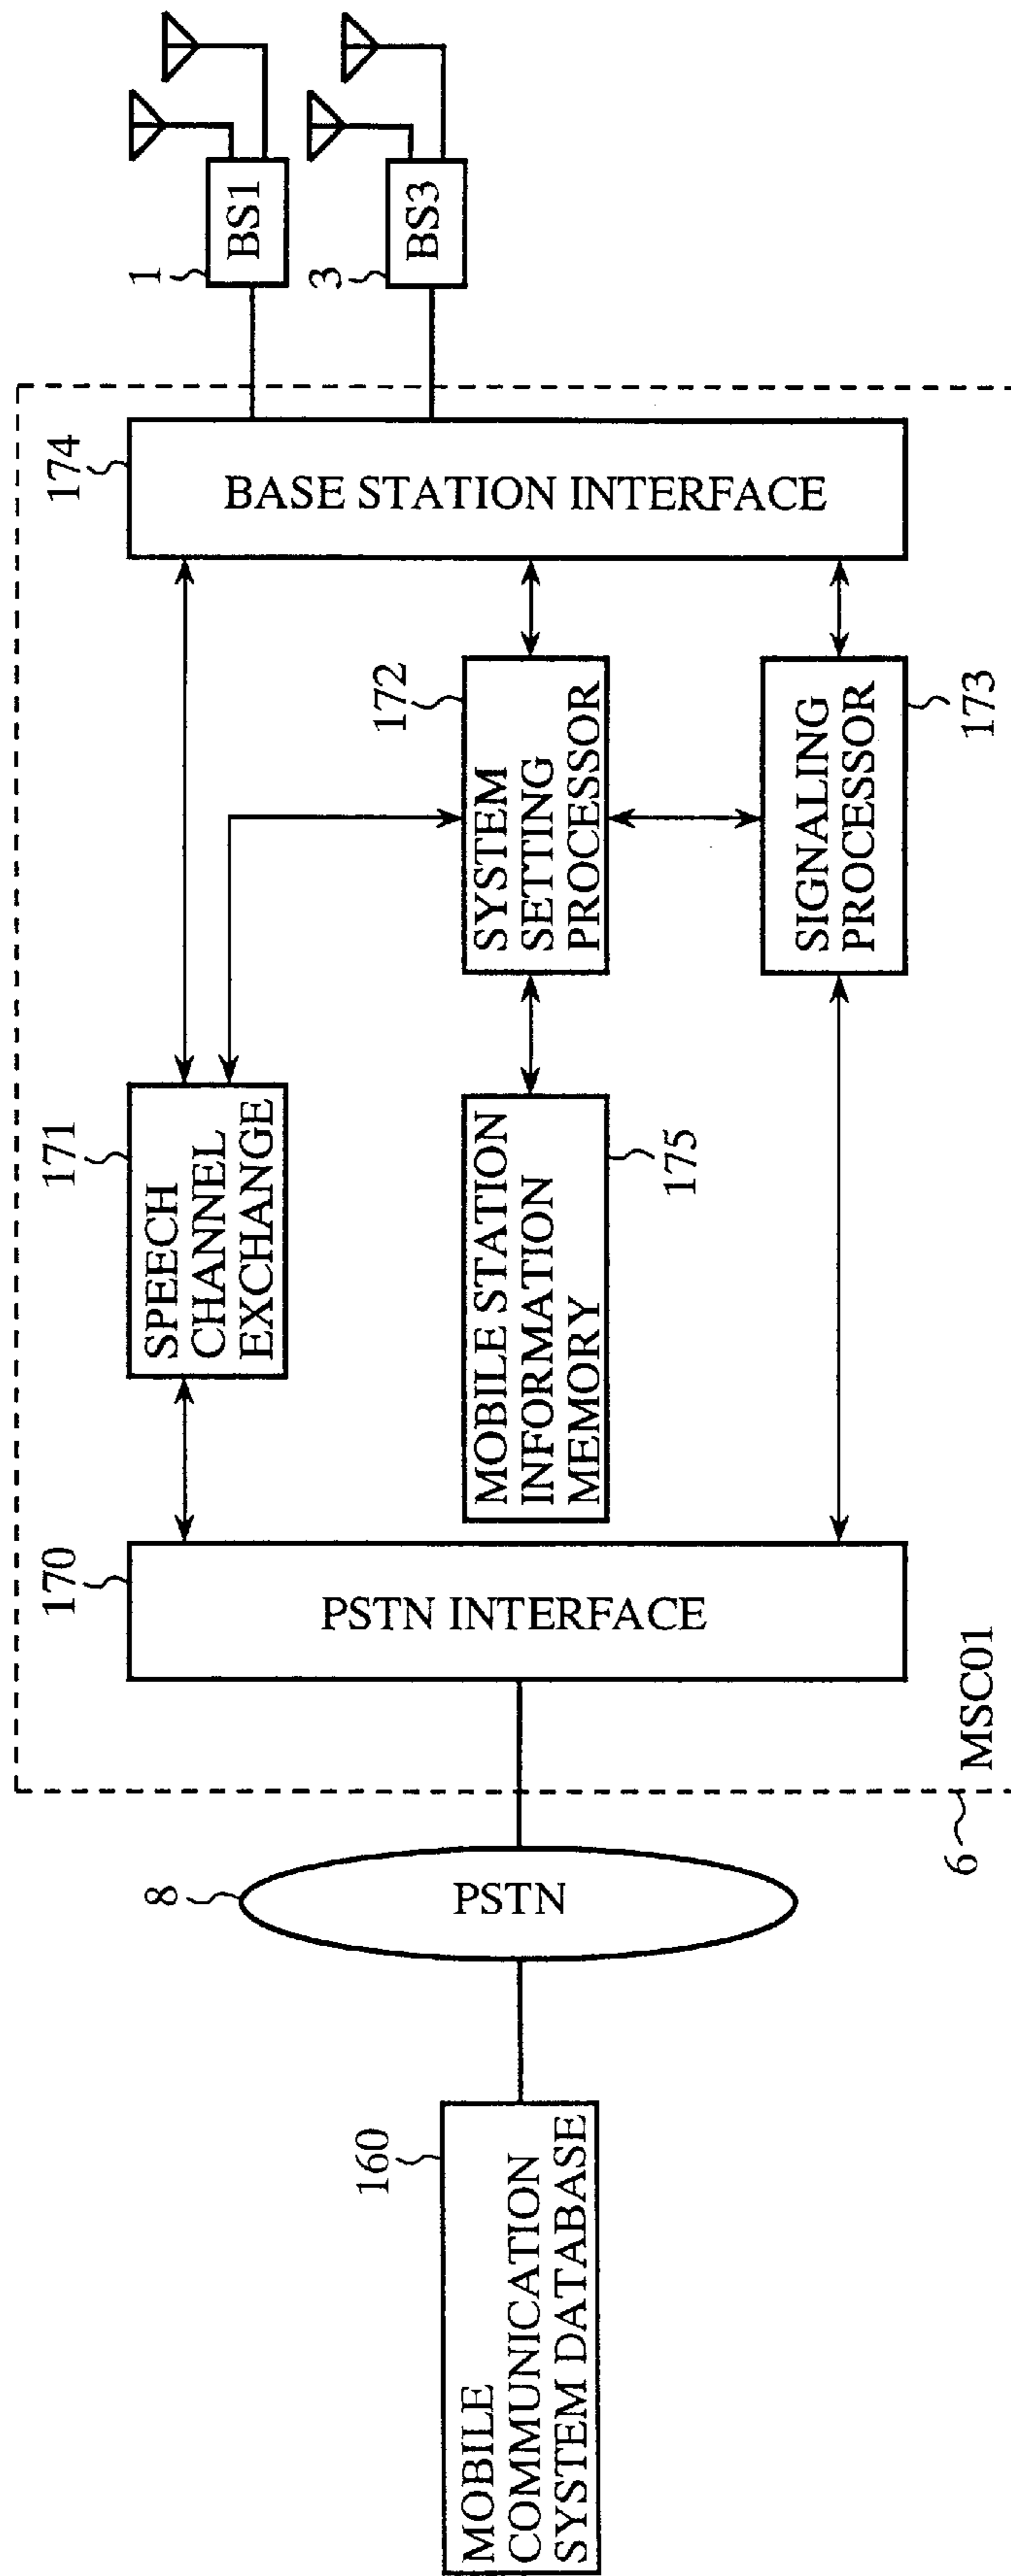 160
MOBILE
COMMUNICATION
SYSTEM DATABASE
8
PSTN
6
MSC01
170
PSTN INTERFACE
171
SPEECH
CHANNEL
EXCHANGE
MOBILE STATION
INFORMATION
MEMORY
175
172
SYSTEM
SETTING
PROCESSOR
SIGNALING
PROCESSOR
173
174
BASE STATION INTERFACE
1
BS1
3
BS3